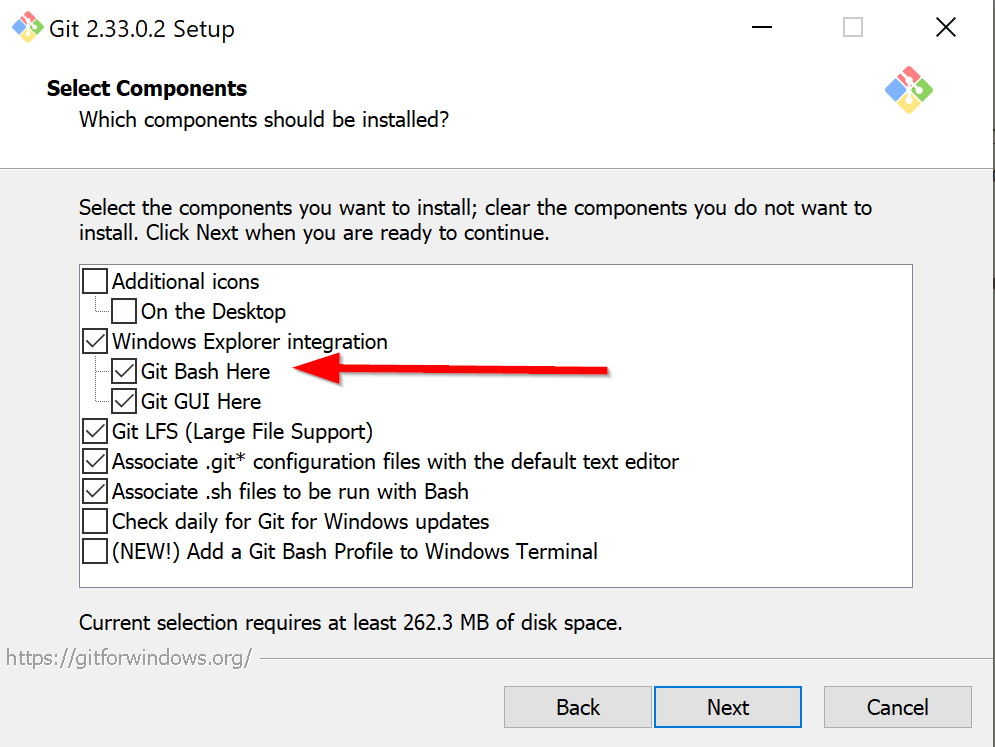 Git 2.33.0.2 Setup
Select Components
Which components should be installed?
Select the components you want to install; clear the components you do not want to
install. Click Next when you are ready to continue.
Additional icons
On the Desktop
Windows Explorer integration
Git Bash Here
Git GUI Here
Git LFS (Large File Support)
Associate .git* configuration files with the default text editor
Associate .sh files to be run with Bash
Check daily for Git for Windows updates
(NEW!) Add a Git Bash Profile to Windows Terminal
Current selection requires at least 262.3 MB of disk space.
https://gitforwindows.org/
Back
Next
Cancel